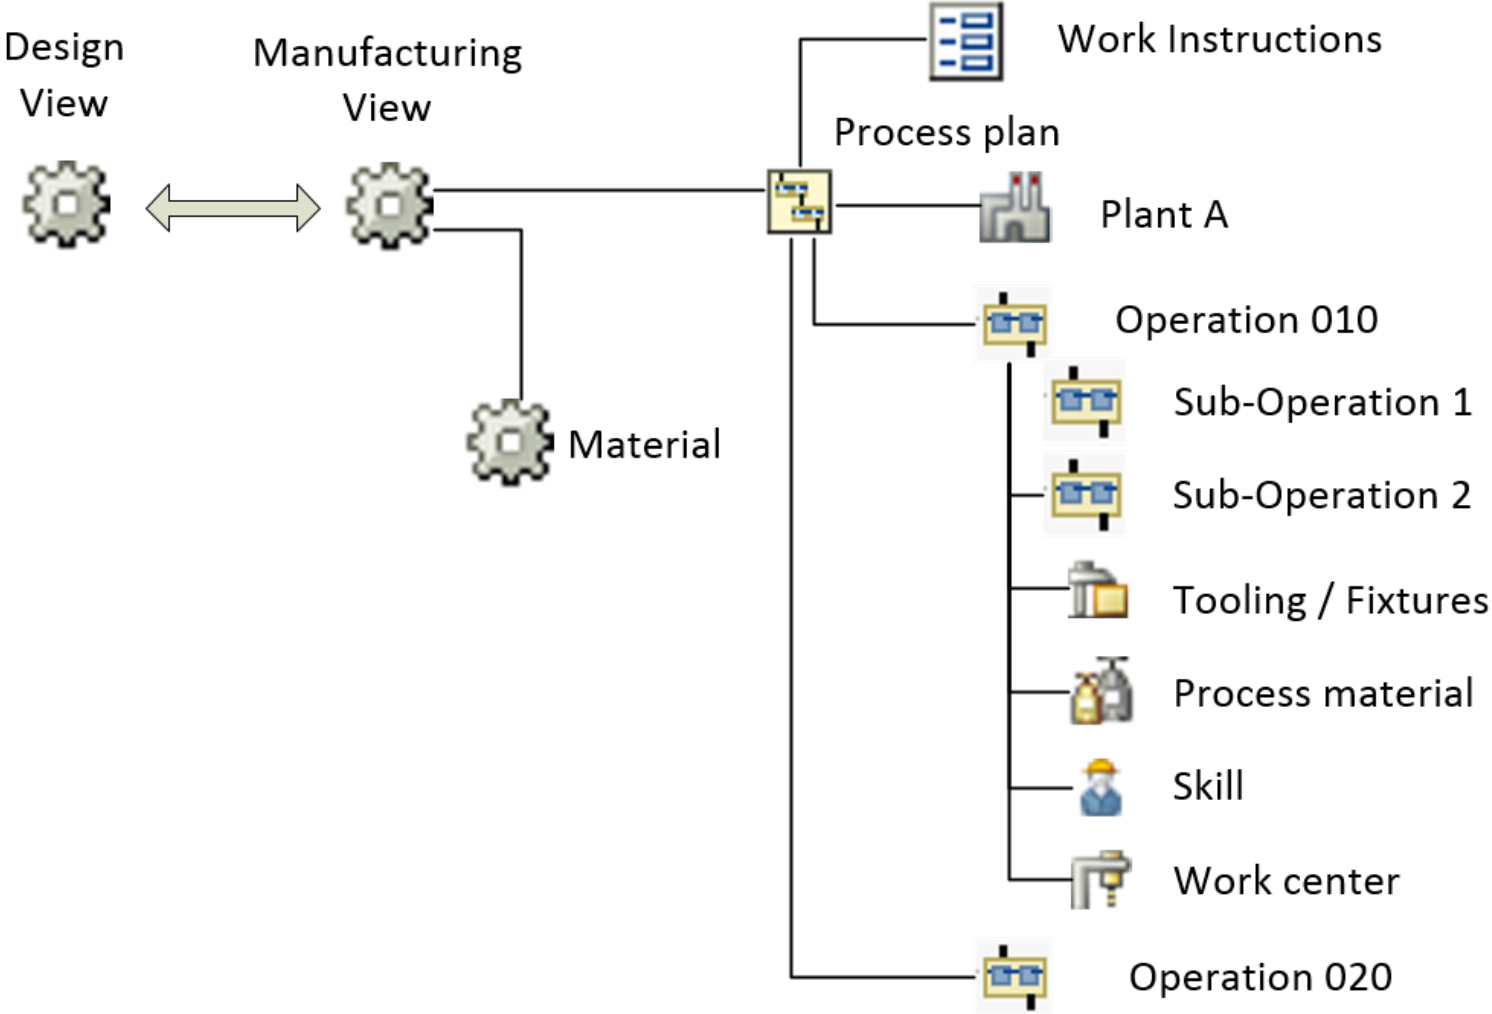 Design
View
Manufacturing
View
Work Instructions
Process plan
Plant A
Operation 010
Sub-Operation 1
Material
Sub-Operation 2
Tooling / Fixtures
Process material
Skill
Work center
Operation 020